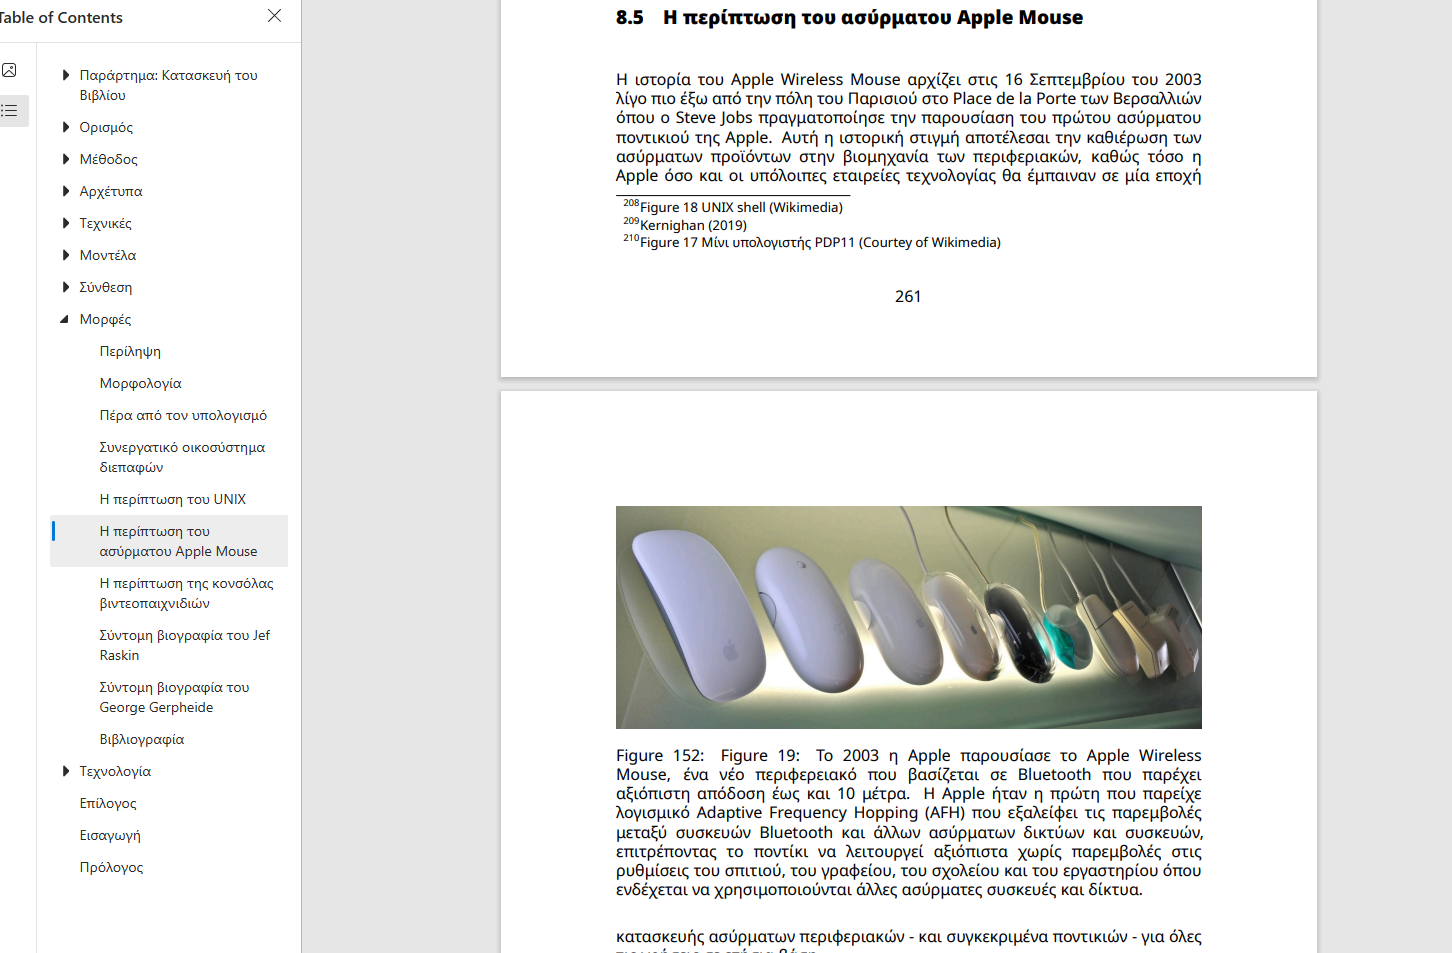 Table of Contents
Παράρτημα: Κατασκευή του
Βιβλίου
Ορισμός
Μέθοδος
Αρχέτυπα
Τεχνικές
Μοντέλα
Σύνθεση
Μορφές
Περίληψη
Μορφολογία
Πέρα από τον υπολογισμό
Συνεργατικό οικοσύστημα
διεπαφών
Η περίπτωση του UNIX
Η περίπτωση του
ασύρματου Apple Mouse
Η περίπτωση της κονσόλας
βιντεοπαιχνιδιών
Σύντομη βιογραφία του Jef
Raskin
Σύντομη βιογραφία του
George Gerpheide
Βιβλιογραφία
Τεχνολογία
Επίλογος
Εισαγωγή
Πρόλογος
8.5 Η περίπτωση του ασύρματου Apple Mouse
Η ιστορία του Apple Wireless Mouse αρχίζει στις 16 Σεπτεμβρίου του 2003
λίγο πιο έξω από την πόλη του Παρισιού στο Place de la Porte των Βερσαλλιών
όπου ο Steve Jobs πραγματοποίησε την παρουσίαση του πρώτου ασύρματου
ποντικιού της Apple. Αυτή η ιστορική στιγμή αποτέλεσαι την καθιέρωση των
ασύρματων προϊόντων στην βιομηχανία των περιφεριακών, καθώς τόσο η
Apple όσο και οι υπόλοιπες εταιρείες τεχνολογίας θα έμπαιναν σε μία εποχή
208Figure 18 UNIX shell (Wikimedia)
209Kernighan (2019)
210Figure 17 Μίνι υπολογιστής PDP11 (Courtey of Wikimedia)
261
Figure 152: Figure 19: Το 2003 η Apple παρουσίασε το Apple Wireless
Mouse, ένα νέο περιφερειακό που βασίζεται σε Bluetooth που παρέχει
αξιόπιστη απόδοση έως και 10 μέτρα. Η Apple ήταν η πρώτη που παρείχε
λογισμικό Adaptive Frequency Hopping (AFH) που εξαλείφει τις παρεμβολές
μεταξύ συσκευών Bluetooth και άλλων ασύρματων δικτύων και συσκευών,
επιτρέποντας το ποντίκι να λειτουργεί αξιόπιστα χωρίς παρεμβολές στις
ρυθμίσεις του σπιτιού, του γραφείου, του σχολείου και του εργαστηρίου όπου
ενδέχεται να χρησιμοποιούνται άλλες ασύρματες συσκευές και δίκτυα.
κατασκευής ασύρματων περιφεριακών - και συγκεκριμένα ποντικιών - για όλες